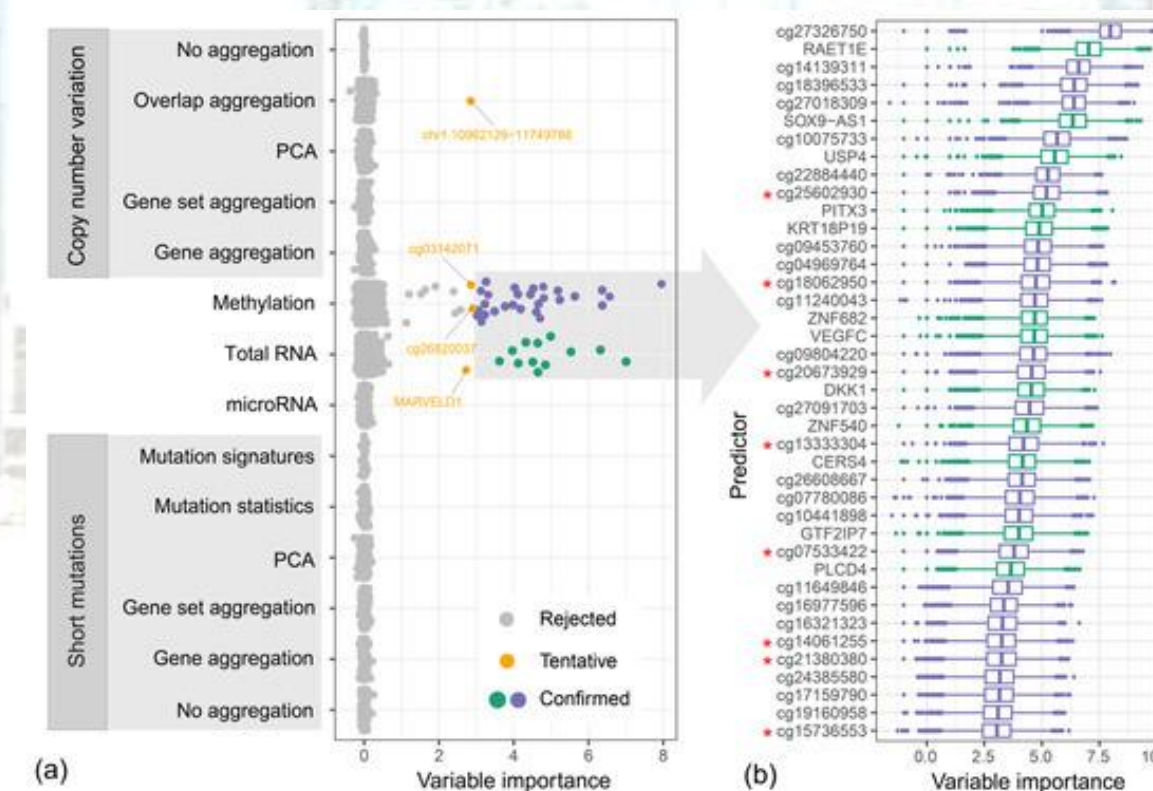 Copy number variation
No aggregation
Overlap aggregation
PCA
Gene set aggregation
Gene aggregation
Methylation
Total RNA
microRNA
Short mutations
Mutation signatures
Mutation statistics
PCA
Gene set aggregation
Gene aggregation
No aggregation
cg03142071
cg26820037
MARVELD1
Rejected
Tentative
Confirmed
0 2 4 6 8
Variable importance
(a)
Predictor
cg27326750
RAET1E
cg14139311
cg18396533
cg27018309
SOX9−AS1
cg10075733
USP4
cg22884440
★ cg25602930
PITX3
KRT18P19
cg09453760
cg04969764
★ cg18062950
cg11240043
ZNF682
VEGFC
cg09804220
★ cg20673929
DKK1
cg27091703
ZNF540
★ cg13333304
CERS4
cg26608667
cg07780086
cg10441898
GTF2IP7
★ cg07533422
PLCD4
cg11649846
cg16977596
cg16321323
★ cg14061255
★ cg21380380
cg24385580
cg17159790
cg19160958
★ cg15736553
0.0 2.5 5.0 7.5
Variable importance
(b)